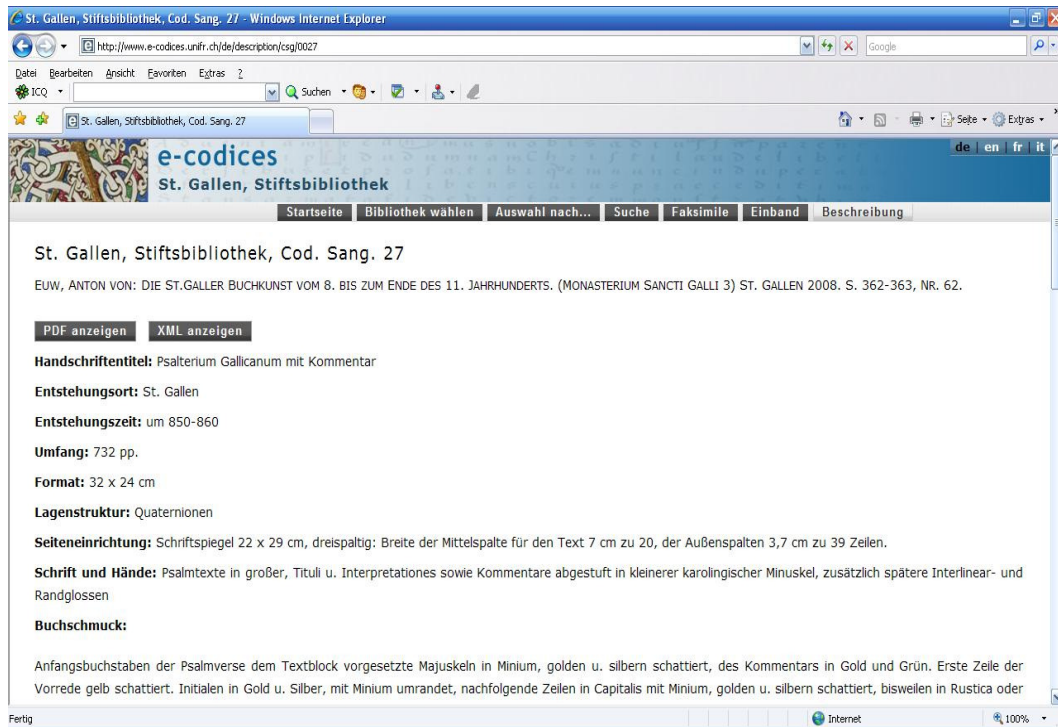 St. Gallen, Stiftsbibliothek, Cod. Sang. 27 - Windows Internet Explorer
http://www.e-codices.unifr.ch/de/description/csg/0027
Google
Datei Bearbeiten Ansicht Favoriten Extras ?
ICQ Suchen
St. Gallen, Stiftsbibliothek, Cod. Sang. 27
Seite Extras
e-codices
de | en | fr | it
St. Gallen, Stiftsbibliothek
Startseite Bibliothek wählen Auswahl nach... Suche Faksimile Einband Beschreibung
St. Gallen, Stiftsbibliothek, Cod. Sang. 27
EUW, ANTON VON: DIE ST.GALLER BUCHKUNST VOM 8. BIS ZUM ENDE DES 11. JAHRHUNDERTS. (MONASTERIUM SANCTI GALLI 3) ST. GALLEN 2008. S. 362-363, NR. 62.
PDF anzeigen XML anzeigen
Handschriftentitel: Psalterium Gallicanum mit Kommentar
Entstehungsort: St. Gallen
Entstehungszeit: um 850-860
Umfang: 732 pp.
Format: 32 x 24 cm
Lagenstruktur: Quaternionen
Seiteneinrichtung: Schriftspiegel 22 x 29 cm, dreispaltig: Breite der Mittelspalte für den Text 7 cm zu 20, der Außenspalten 3,7 cm zu 39 Zeilen.
Schrift und Hände: Psalmtexte in großer, Tituli u. Interpretationes sowie Kommentare abgestuft in kleinerer karolingischer Minuskel, zusätzlich spätere Interlinear- und
Randglossen
Buchschmuck:
Anfangsbuchstaben der Psalmverse dem Textblock vorgesetzte Majuskeln in Minium, golden u. silbern schattiert, des Kommentars in Gold und Grün. Erste Zeile der
Vorrede gelb schattiert. Initialen in Gold u. Silber, mit Minium umrandet, nachfolgende Zeilen in Capitalis mit Minium, golden u. silbern schattiert, bisweilen in Rustica oder
Fertig Internet 100%